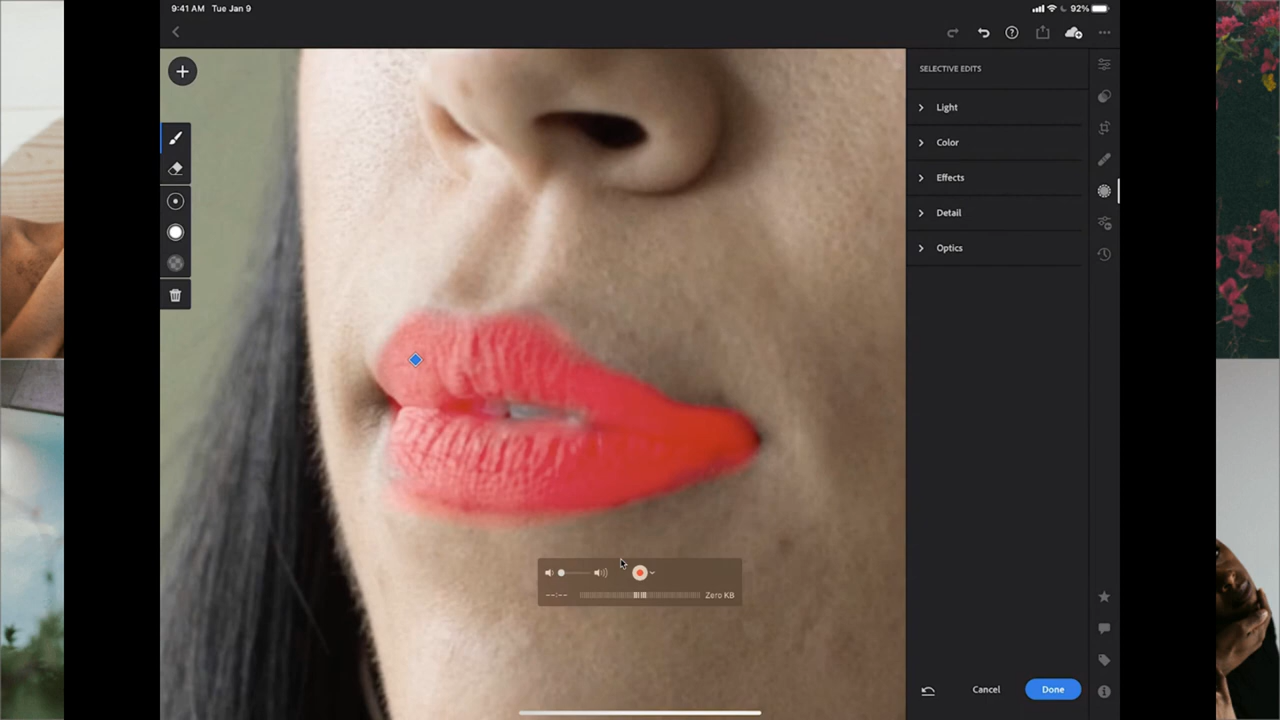 9:41 AM Tue Jan 9
92%
SELECTIVE EDITS
Light
Color
Effects
Detail
Optics
--:--
Zero KB
Cancel
Done